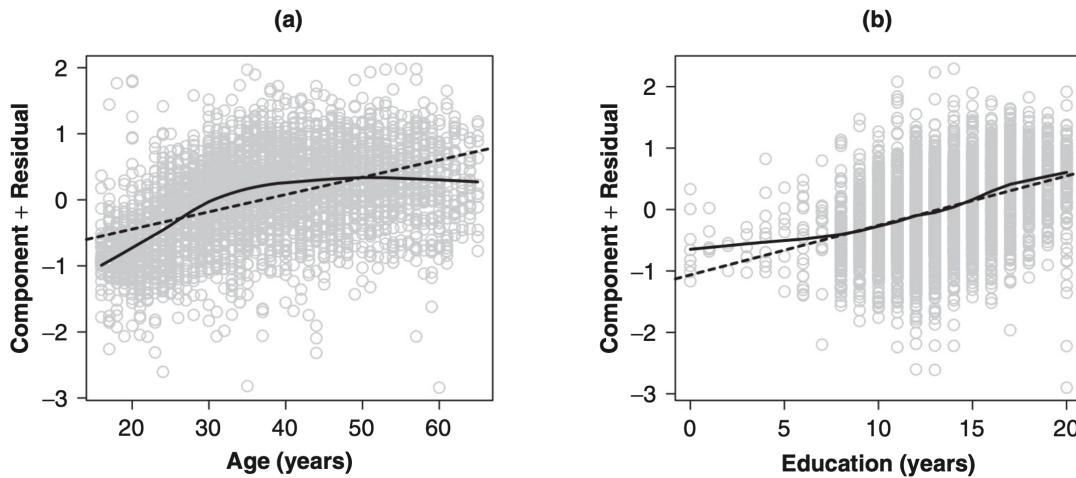 (a)
Component + Residual
2
1
0
−1
−2
−3
20 30 40 50 60
Age (years)
(b)
Component + Residual
2
1
0
−1
−2
−3
0 5 10 15 20
Education (years)